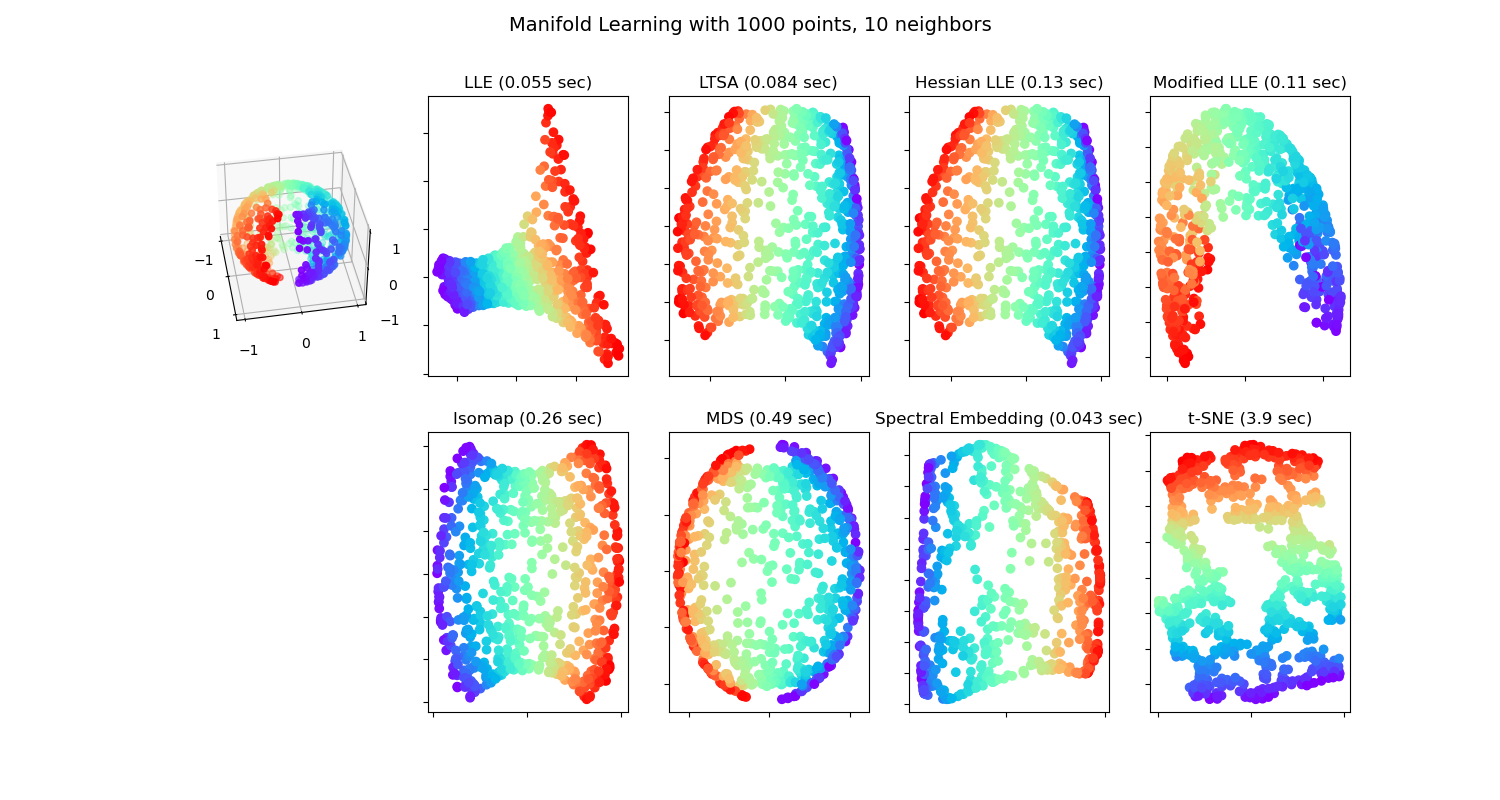 Manifold Learning with 1000 points, 10 neighbors
LLE (0.055 sec)
LTSA (0.084 sec)
Hessian LLE (0.13 sec)
Modified LLE (0.11 sec)
−1
0
1
−1
0
1
1
0
−1
Isomap (0.26 sec)
MDS (0.49 sec)
Spectral Embedding (0.043 sec)
t-SNE (3.9 sec)